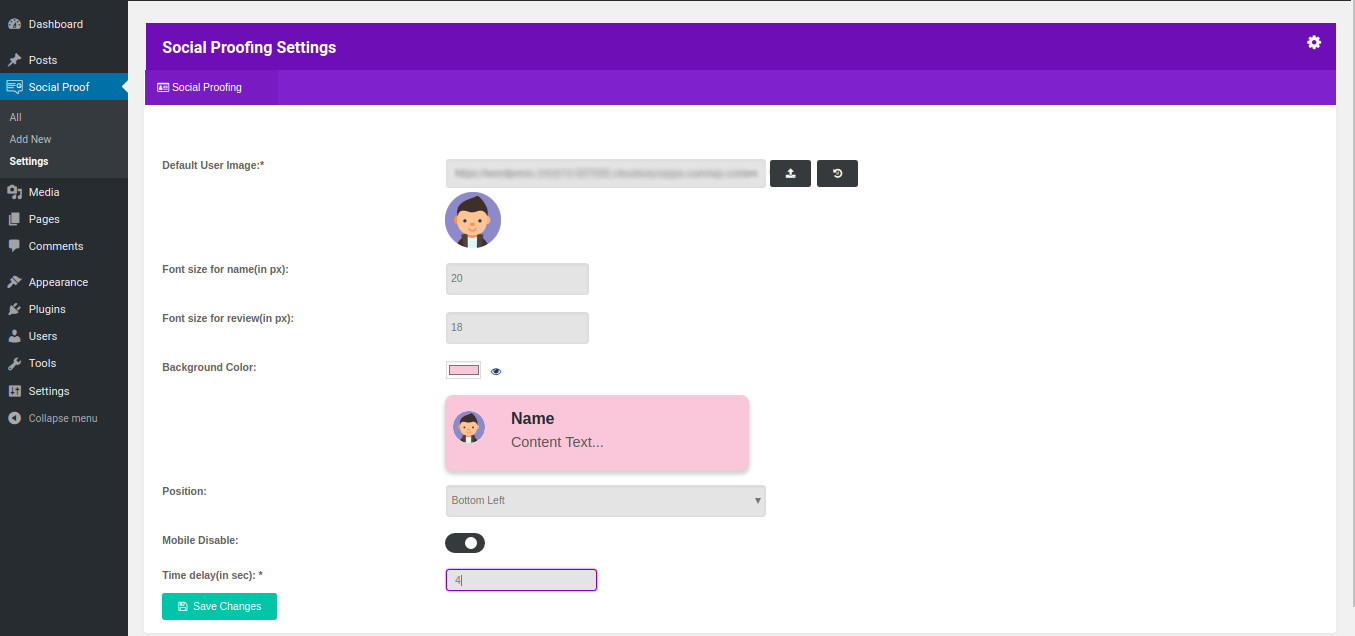 Dashboard
Posts
Social Proof
All
Add New
Settings
Media
Pages
Comments
Appearance
Plugins
Users
Tools
Settings
Collapse menu
Social Proofing Settings
Social Proofing
Default User Image:*
Font size for name(in px):
20
Font size for review(in px):
18
Background Color:
Name
Content Text...
Position:
Bottom Left
Mobile Disable:
Time delay(in sec): *
4
Save Changes